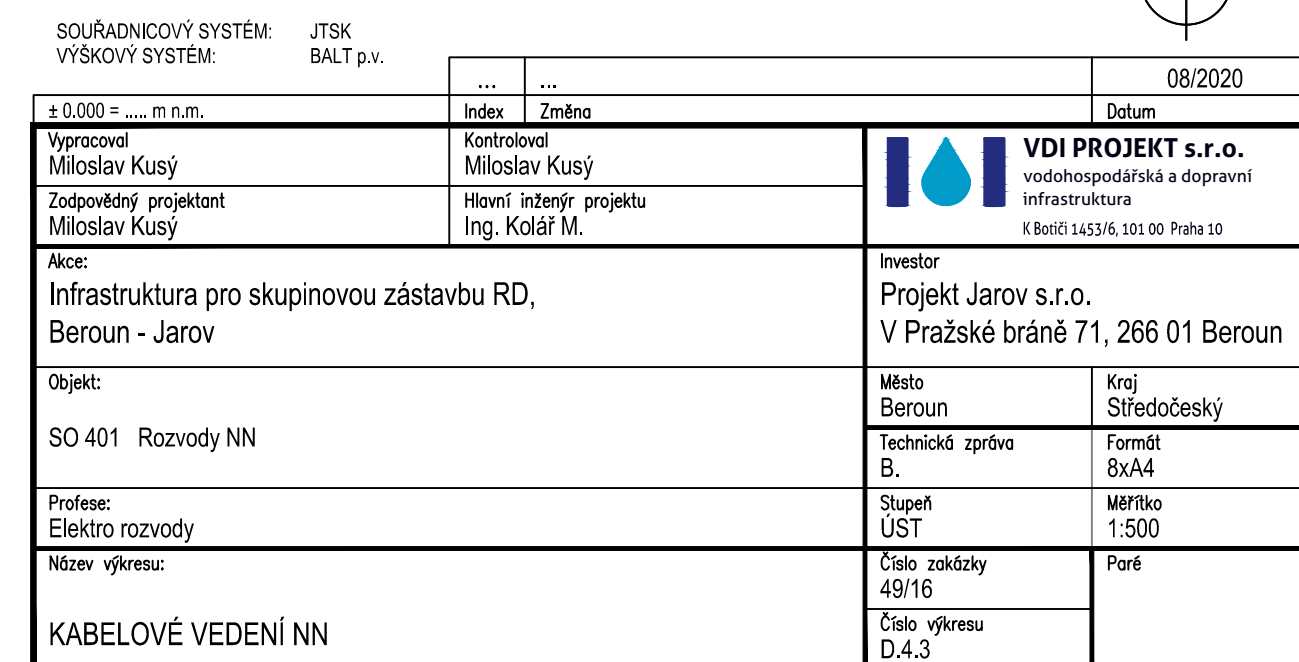 SOUŘADNICOVÝ SYSTÉM: JTSK
VÝŠKOVÝ SYSTÉM: BALT p.v.
... ... 08/2020
± 0.000 = ..... m n.m. Index Změna Datum
Vypracoval
Miloslav Kusý
Kontroloval
Miloslav Kusý
VDI PROJEKT s.r.o.
vodohospodářská a dopravní
infrastruktura
K Botiči 1453/6, 101 00 Praha 10
Zodpovědný projektant
Miloslav Kusý
Hlavní inženýr projektu
Ing. Kolář M.
Akce:
Infrastruktura pro skupinovou zástavbu RD,
Beroun - Jarov
Investor
Projekt Jarov s.r.o.
V Pražské bráně 71, 266 01 Beroun
Objekt:
SO 401 Rozvody NN
Město
Beroun
Kraj
Středočeský
Technická zpráva
B.
Formát
8xA4
Profese:
Elektro rozvody
Stupeň
ÚST
Měřítko
1:500
Název výkresu:
KABELOVÉ VEDENÍ NN
Číslo zakázky
49/16
Paré
Číslo výkresu
D.4.3